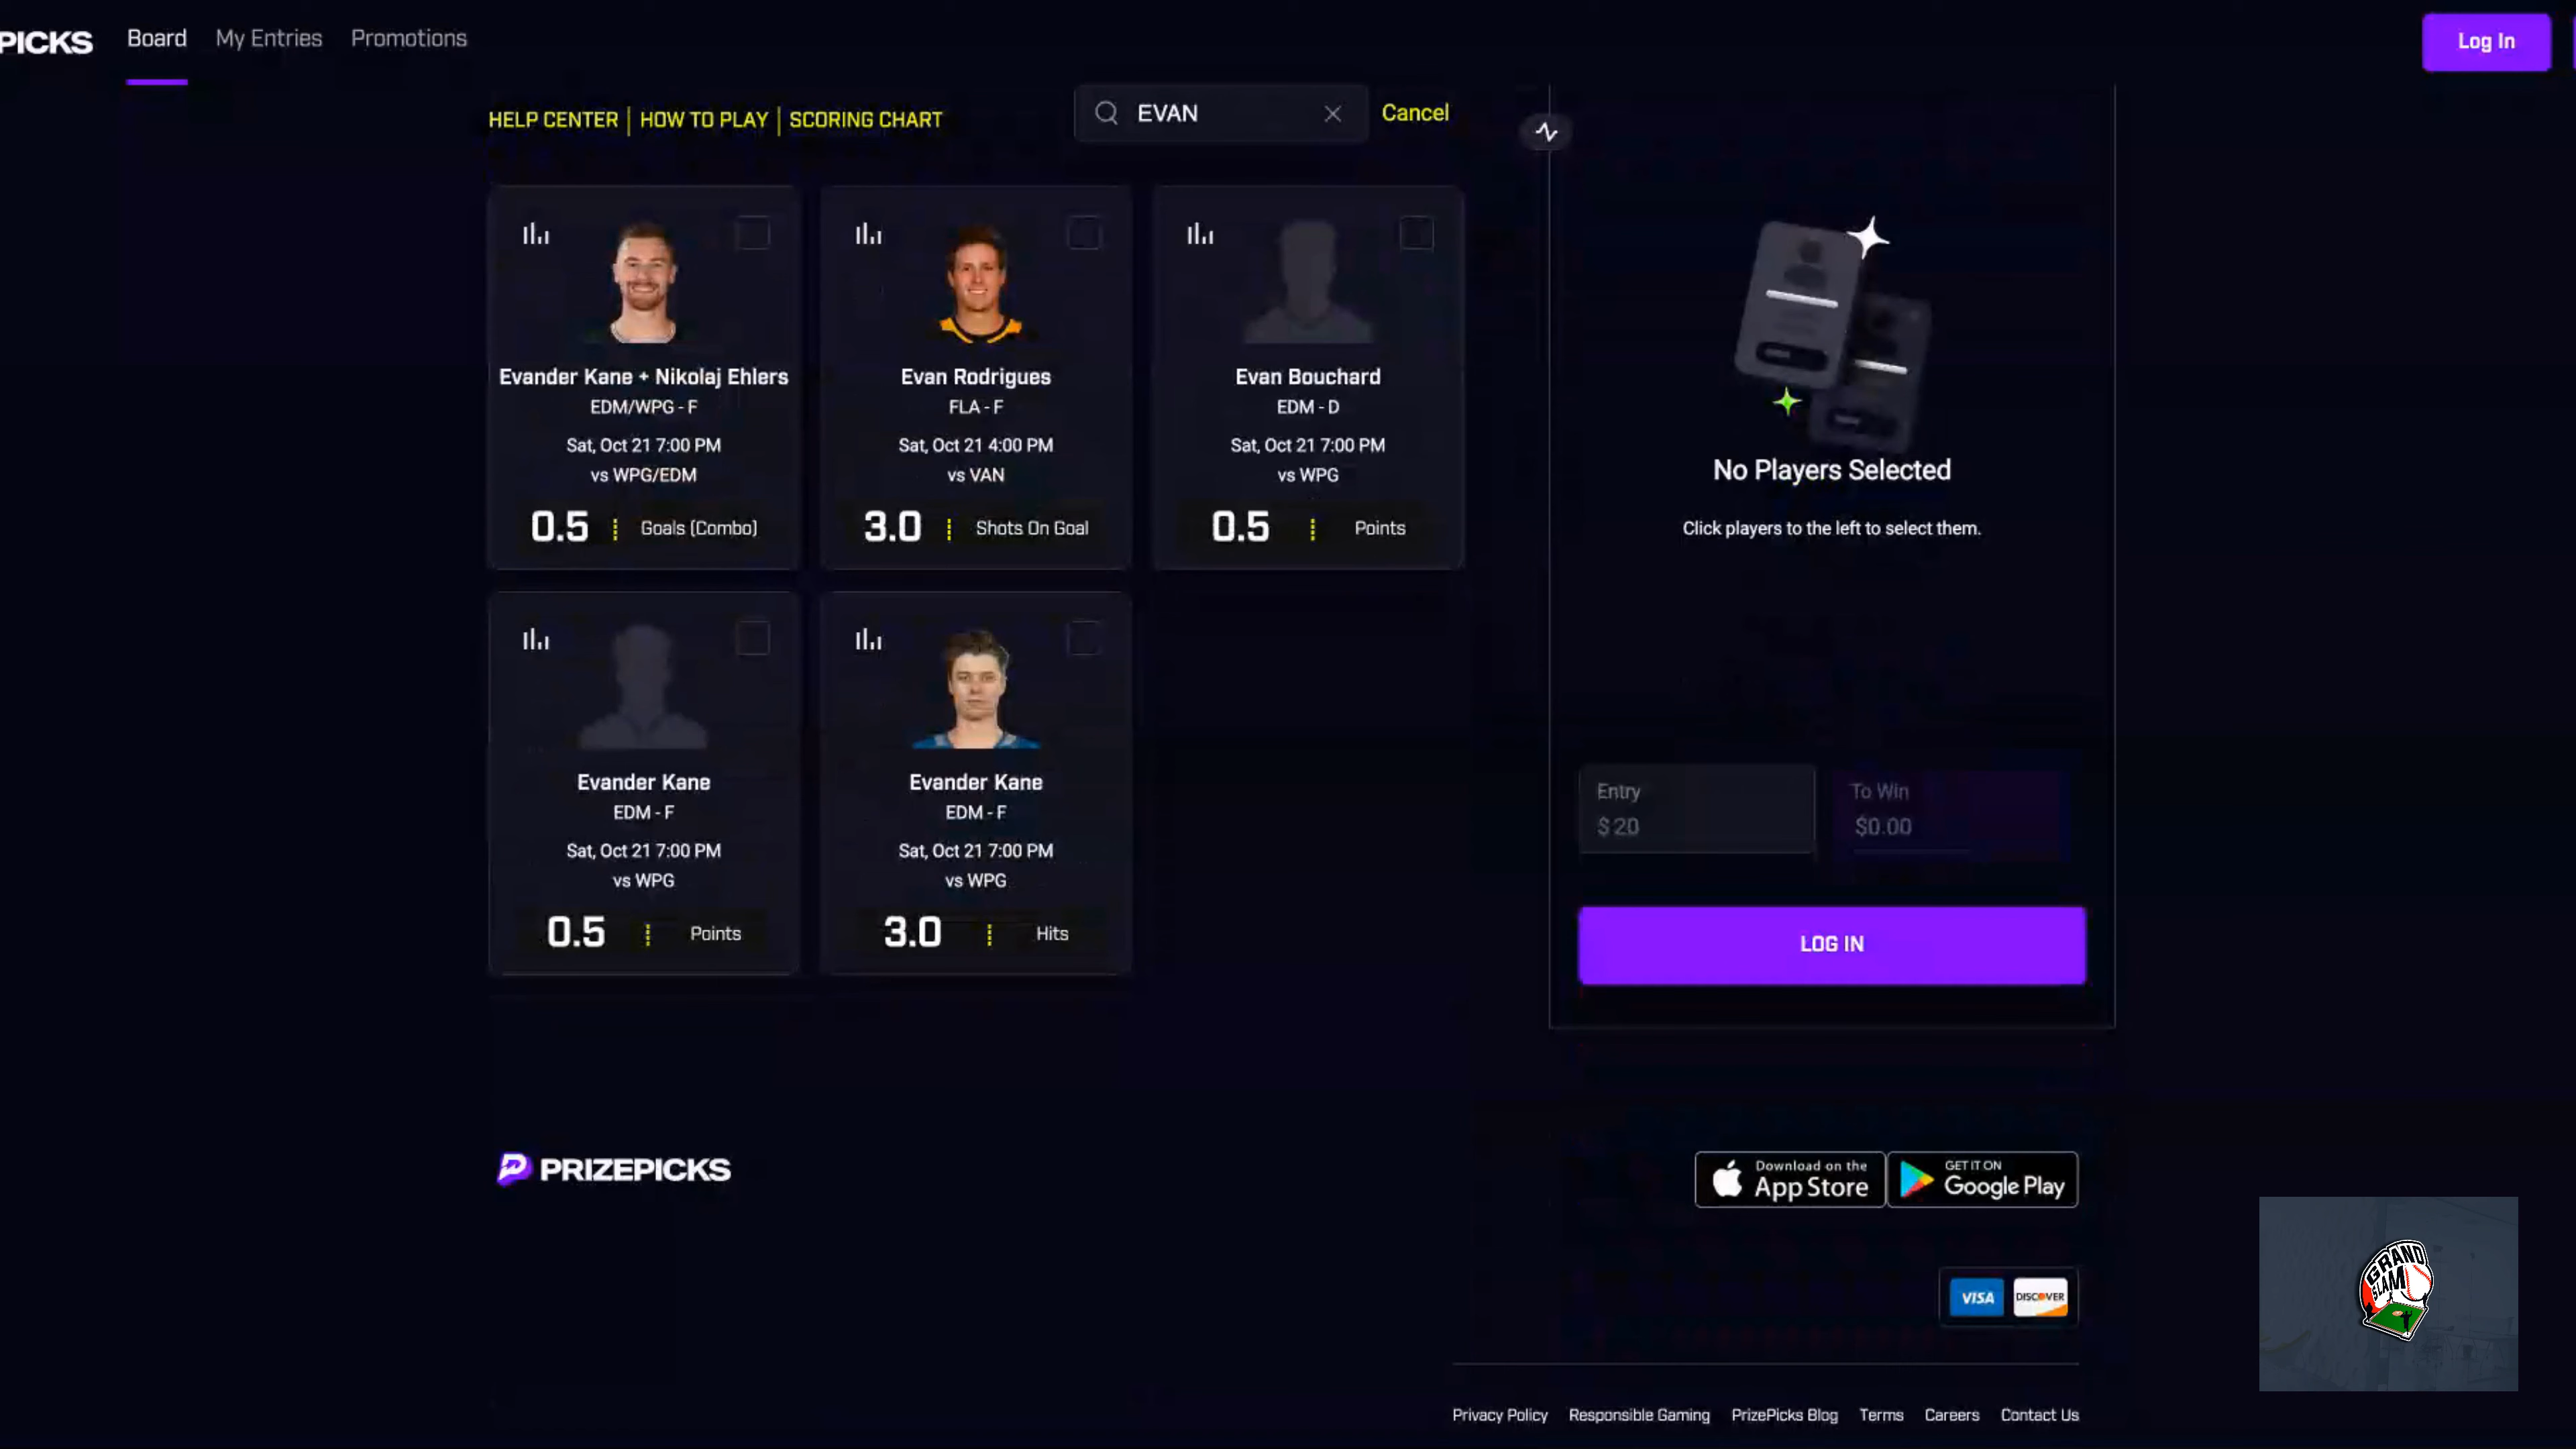 PICKS
Board
My Entries
Promotions
Log In
HELP CENTER | HOW TO PLAY | SCORING CHART
EVAN
Cancel
Evander Kane + Nikolaj Ehlers
EDM/WPG - F
Sat, Oct 21 7:00 PM
vs WPG/EDM
0.5
Goals (Combo)
Evan Rodrigues
FLA - F
Sat, Oct 21 4:00 PM
vs VAN
3.0
Shots On Goal
Evan Bouchard
EDM - D
Sat, Oct 21 7:00 PM
vs WPG
0.5
Points
Evander Kane
EDM - F
Sat, Oct 21 7:00 PM
vs WPG
0.5
Points
Evander Kane
EDM - F
Sat, Oct 21 7:00 PM
vs WPG
3.0
Hits
No Players Selected
Click players to the left to select them.
Entry
$ 20
To Win
$0.00
LOG IN
PRIZEPICKS
Download on the
App Store
GET IT ON
Google Play
VISA
DISCOVER
GRAND
SLAM
Privacy Policy
Responsible Gaming
PrizePicks Blog
Terms
Careers
Contact Us